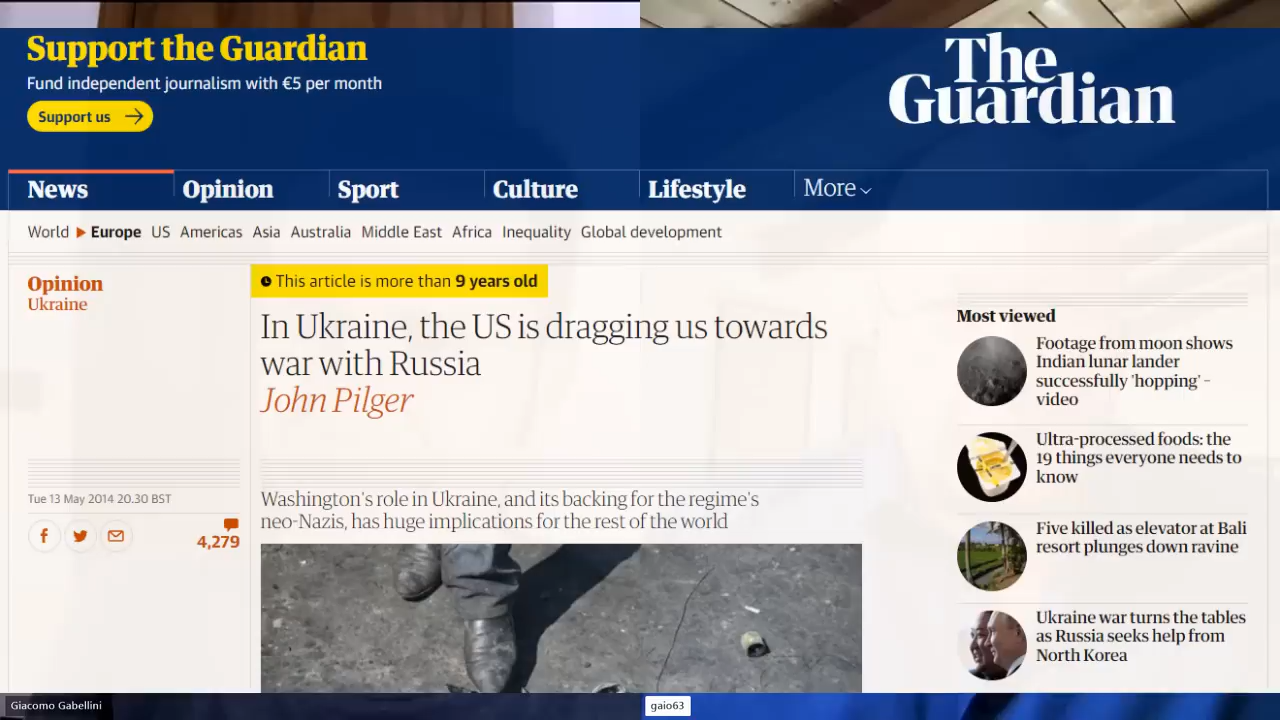 Support the Guardian
Fund independent journalism with €5 per month
Support us
The
Guardian
News
Opinion
Sport
Culture
Lifestyle
More
World
Europe
US
Americas
Asia
Australia
Middle East
Africa
Inequality
Global development
Opinion
Ukraine
This article is more than 9 years old
In Ukraine, the US is dragging us towards
war with Russia
John Pilger
Tue 13 May 2014 20.30 BST
4,279
Washington's role in Ukraine, and its backing for the regime's
neo-Nazis, has huge implications for the rest of the world
Most viewed
Footage from moon shows
Indian lunar lander
successfully 'hopping' –
video
Ultra-processed foods: the
19 things everyone needs to
know
Five killed as elevator at Bali
resort plunges down ravine
Ukraine war turns the tables
as Russia seeks help from
North Korea
Giacomo Gabellini
gaio63